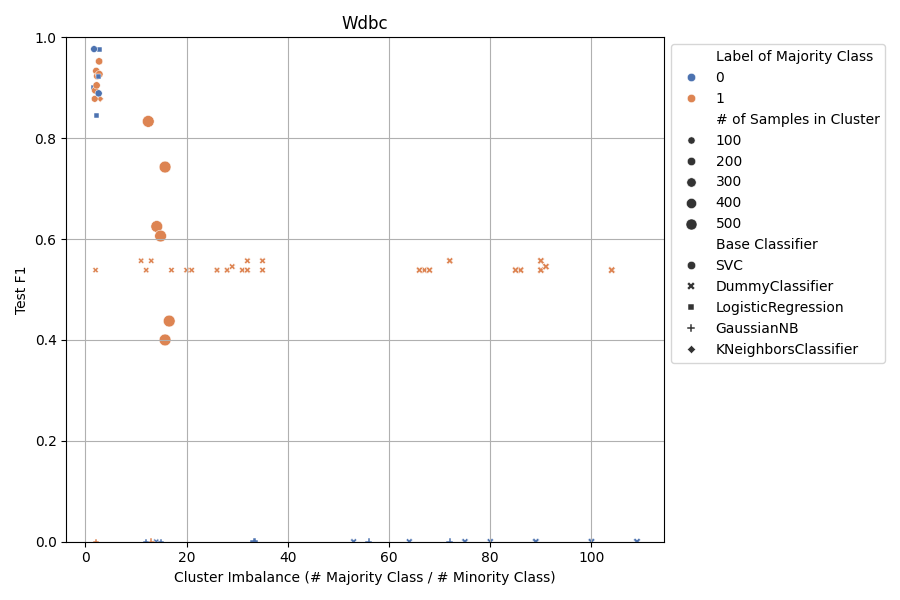 Wdbc
1.0
0.8
0.6
0.4
0.2
0.0
Test F1
0 20 40 60 80 100
Cluster Imbalance (# Majority Class / # Minority Class)
Label of Majority Class
0
1
# of Samples in Cluster
100
200
300
400
500
Base Classifier
SVC
DummyClassifier
LogisticRegression
GaussianNB
KNeighborsClassifier